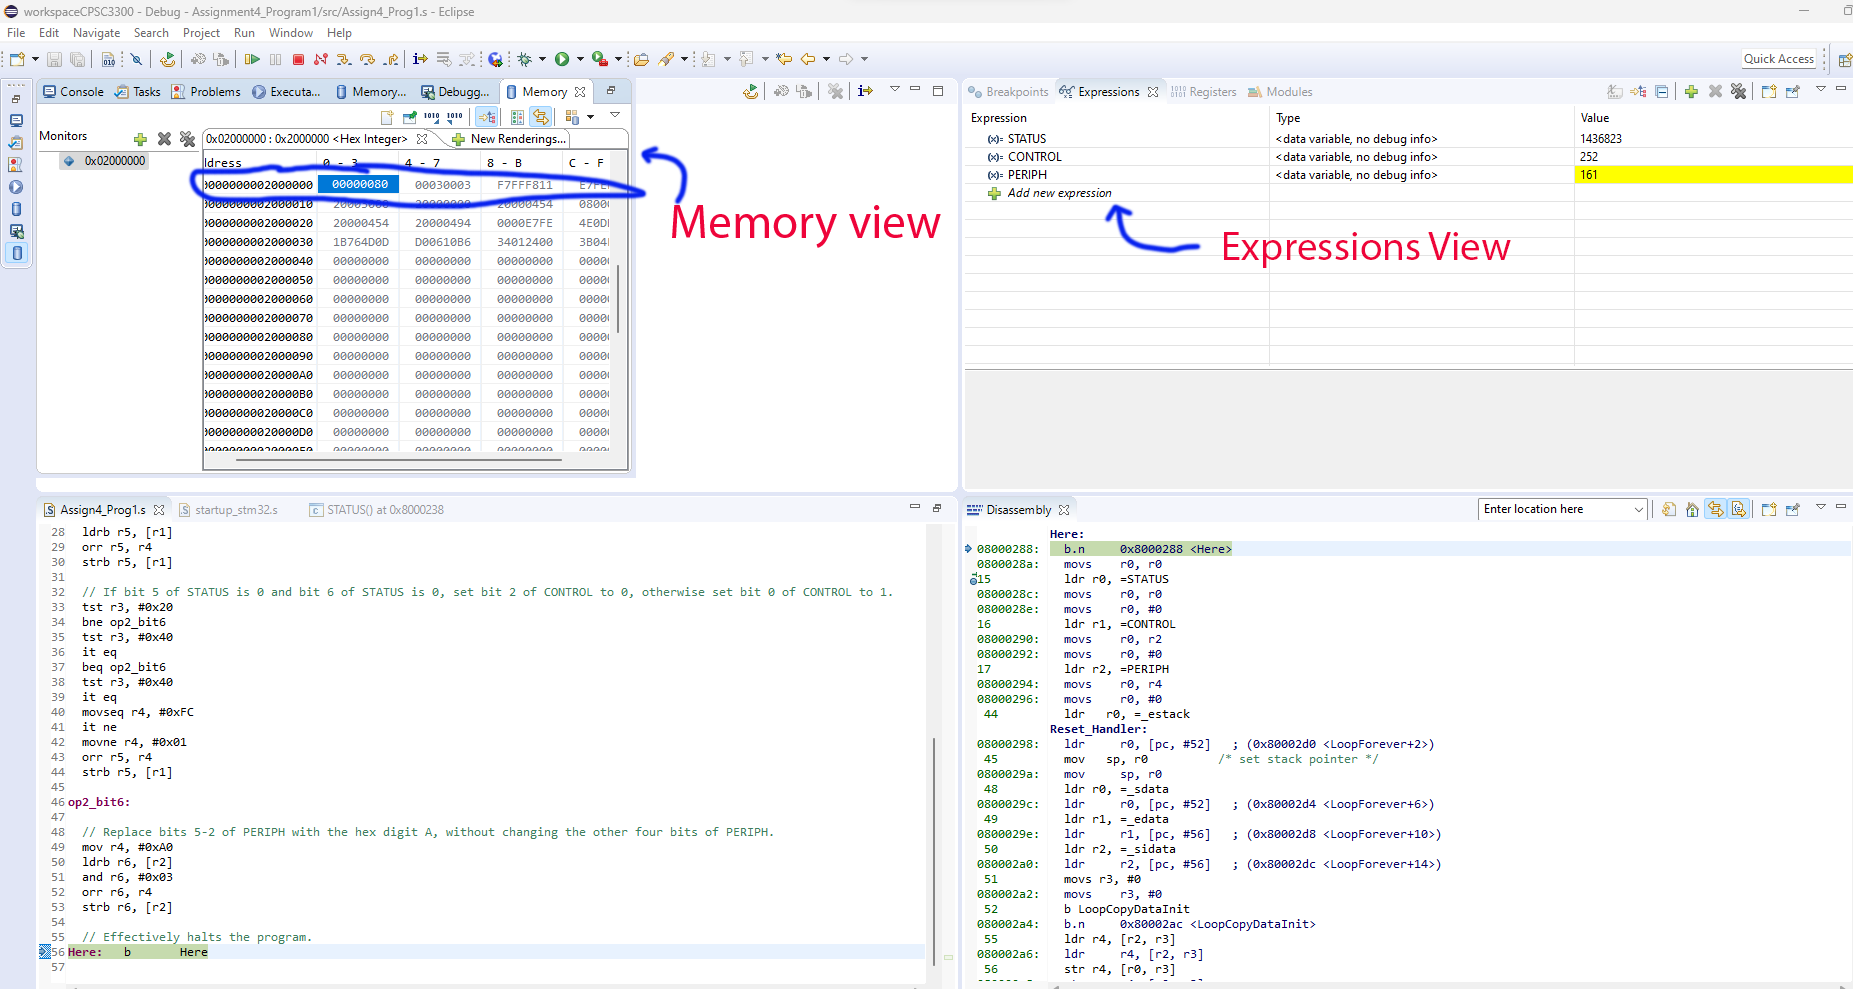 workspaceCPSC3300 - Debug - Assignment4_Program1/src/Assign4_Prog1.s - Eclipse
File Edit Navigate Search Project Run Window Help
Quick Access
Console Tasks Problems Executa... Memory... Debugg... Memory
Monitors
0x02000000
0x02000000 : 0x2000000 <Hex Integer> New Renderings...
ldress 0 - 3 4 - 7 8 - B C - F
0000000002000000 00000080 00030003 F7FFF811
0000000002000010 20000454 0800
0000000002000020 20000454 20000494 0000E7FE 4E0D
0000000002000030 1B764D0D D00610B6 34012400 3B04
0000000002000040 00000000 00000000 00000000 0000
0000000002000050 00000000 00000000 00000000 0000
0000000002000060 00000000 00000000 00000000 0000
0000000002000070 00000000 00000000 00000000 0000
0000000002000080 00000000 00000000 00000000 0000
0000000002000090 00000000 00000000 00000000 0000
00000000020000A0 00000000 00000000 00000000 0000
00000000020000B0 00000000 00000000 00000000 0000
00000000020000C0 00000000 00000000 00000000 0000
00000000020000D0 00000000 00000000 00000000 0000
Memory view
Breakpoints Expressions Registers Modules
Expression Type Value
(x)= STATUS <data variable, no debug info> 1436823
(x)= CONTROL <data variable, no debug info> 252
(x)= PERIPH <data variable, no debug info> 161
Add new expression
Expressions View
Assign4_Prog1.s startup_stm32.s STATUS() at 0x8000238
28 ldrb r5, [r1]
29 orr r5, r4
30 strb r5, [r1]
31
32 // If bit 5 of STATUS is 0 and bit 6 of STATUS is 0, set bit 2 of CONTROL to 0, otherwise set bit 0 of CONTROL to 1.
33 tst r3, #0x20
34 bne op2_bit6
35 tst r3, #0x40
36 it eq
37 beq op2_bit6
38 tst r3, #0x40
39 it eq
40 movseq r4, #0xFC
41 it ne
42 movne r4, #0x01
43 orr r5, r4
44 strb r5, [r1]
45
46 op2_bit6:
47
48 // Replace bits 5-2 of PERIPH with the hex digit A, without changing the other four bits of PERIPH.
49 mov r4, #0xA0
50 ldrb r6, [r2]
51 and r6, #0x03
52 orr r6, r4
53 strb r6, [r2]
54
55 // Effectively halts the program.
56 Here: b Here
57
Disassembly Enter location here
Here:
08000288: b.n 0x8000288 <Here>
0800028a: movs r0, r0
15 ldr r0, =STATUS
0800028c: movs r0, r0
0800028e: movs r0, #0
16 ldr r1, =CONTROL
08000290: movs r0, r2
08000292: movs r0, #0
17 ldr r2, =PERIPH
08000294: movs r0, r4
08000296: movs r0, #0
44 ldr r0, =_estack
Reset_Handler:
08000298: ldr r0, [pc, #52] ; (0x80002d0 <LoopForever+2>)
45 mov sp, r0 /* set stack pointer */
0800029a: mov sp, r0
48 ldr r0, =_sdata
0800029c: ldr r0, [pc, #52] ; (0x80002d4 <LoopForever+6>)
49 ldr r1, =_edata
0800029e: ldr r1, [pc, #56] ; (0x80002d8 <LoopForever+10>)
50 ldr r2, =_sidata
080002a0: ldr r2, [pc, #56] ; (0x80002dc <LoopForever+14>)
51 movs r3, #0
080002a2: movs r3, #0
52 b LoopCopyDataInit
080002a4: b.n 0x80002ac <LoopCopyDataInit>
55 ldr r4, [r2, r3]
080002a6: ldr r4, [r2, r3]
56 str r4, [r0, r3]